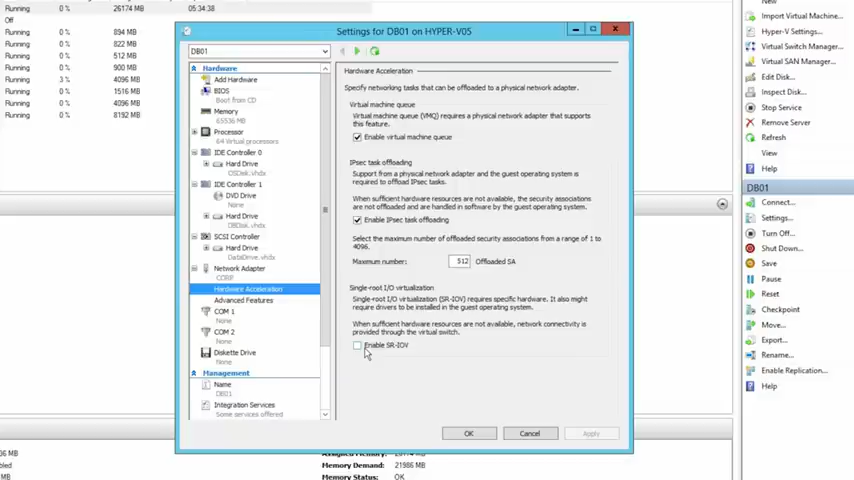 Running 0 % 26174 MB 05:34:38
Off
Running 0 % 894 MB
Running 0 % 822 MB
Running 0 % 512 MB
Running 0 % 900 MB
Running 3 % 4096 MB
Running 0 % 1516 MB
Running 0 % 4096 MB
Running 0 % 4096 MB
Running 0 % 8192 MB
Settings for DB01 on HYPER-V05
DB01
Hardware
Add Hardware
BIOS
Boot from CD
Memory
65536 MB
Processor
64 Virtual processors
IDE Controller 0
Hard Drive
OSDisk.vhdx
IDE Controller 1
DVD Drive
None
Hard Drive
DBDisk.vhdx
SCSI Controller
Hard Drive
DataDrive.vhdx
Network Adapter
CORP
Hardware Acceleration
Advanced Features
COM 1
None
COM 2
None
Diskette Drive
None
Management
Name
DB01
Integration Services
Some services offered
Hardware Acceleration
Specify networking tasks that can be offloaded to a physical network adapter.
Virtual machine queue
Virtual machine queue (VMQ) requires a physical network adapter that supports
this feature.
Enable virtual machine queue
IPsec task offloading
Support from a physical network adapter and the guest operating system is
required to offload IPsec tasks.
When sufficient hardware resources are not available, the security associations
are not offloaded and are handled in software by the guest operating system.
Enable IPsec task offloading
Select the maximum number of offloaded security associations from a range of 1 to
4096.
Maximum number: 512 Offloaded SA
Single-root I/O virtualization
Single-root I/O virtualization (SR-IOV) requires specific hardware. It also might
require drivers to be installed in the guest operating system.
When sufficient hardware resources are not available, network connectivity is
provided through the virtual switch.
Enable SR-IOV
OK Cancel Apply
New
Import Virtual Machine...
Hyper-V Settings...
Virtual Switch Manager...
Virtual SAN Manager...
Edit Disk...
Inspect Disk...
Stop Service
Remove Server
Refresh
View
Help
DB01
Connect...
Settings...
Turn Off...
Shut Down...
Save
Pause
Reset
Checkpoint
Move...
Export...
Rename...
Enable Replication...
Help
Memory Demand: 21986 MB
Memory Status: OK